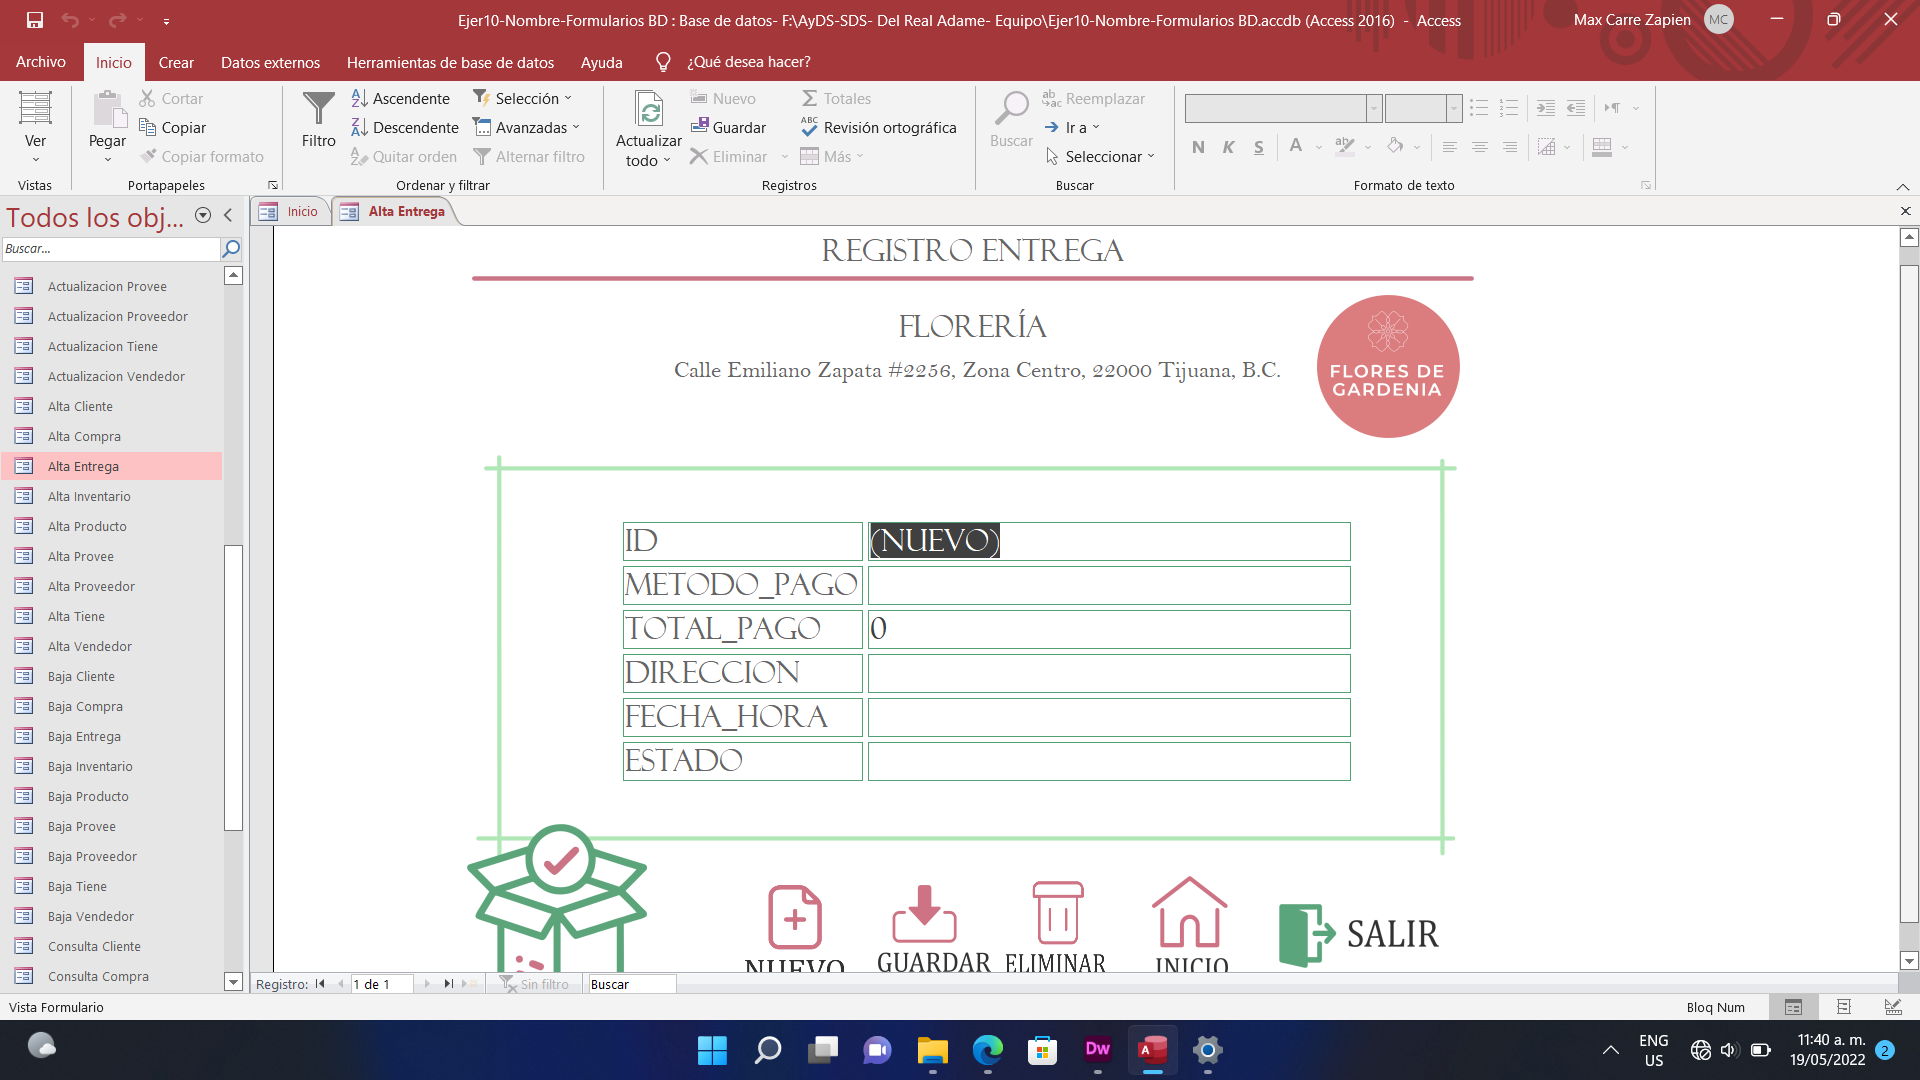 Ejer10-Nombre-Formularios BD : Base de datos- F:\AyDS-SDS- Del Real Adame- Equipo\Ejer10-Nombre-Formularios BD.accdb (Access 2016) - Access
Max Carre Zapien
MC
Archivo
Inicio
Crear
Datos externos
Herramientas de base de datos
Ayuda
¿Qué desea hacer?
Ver
Vistas
Pegar
Cortar
Copiar
Copiar formato
Portapapeles
Filtro
Ascendente
Descendente
Quitar orden
Selección
Avanzadas
Alternar filtro
Ordenar y filtrar
Actualizar
todo
Nuevo
Guardar
Eliminar
Totales
Revisión ortográfica
Más
Registros
Buscar
Reemplazar
Ir a
Seleccionar
Buscar
N K S A
Formato de texto
Todos los obj...
Buscar...
Actualizacion Provee
Actualizacion Proveedor
Actualizacion Tiene
Actualizacion Vendedor
Alta Cliente
Alta Compra
Alta Entrega
Alta Inventario
Alta Producto
Alta Provee
Alta Proveedor
Alta Tiene
Alta Vendedor
Baja Cliente
Baja Compra
Baja Entrega
Baja Inventario
Baja Producto
Baja Provee
Baja Proveedor
Baja Tiene
Baja Vendedor
Consulta Cliente
Consulta Compra
Inicio
Alta Entrega
REGISTRO ENTREGA
FLORERÍA
Calle Emiliano Zapata #2256, Zona Centro, 22000 Tijuana, B.C.
FLORES DE
GARDENIA
ID (NUEVO)
METODO_PAGO
TOTAL_PAGO 0
DIRECCION
FECHA_HORA
ESTADO
NUEVO
GUARDAR
ELIMINAR
INICIO
SALIR
Registro:
1 de 1
Sin filtro
Buscar
Vista Formulario
Bloq Num
Dw
A
ENG
US
11:40 a. m.
19/05/2022
2